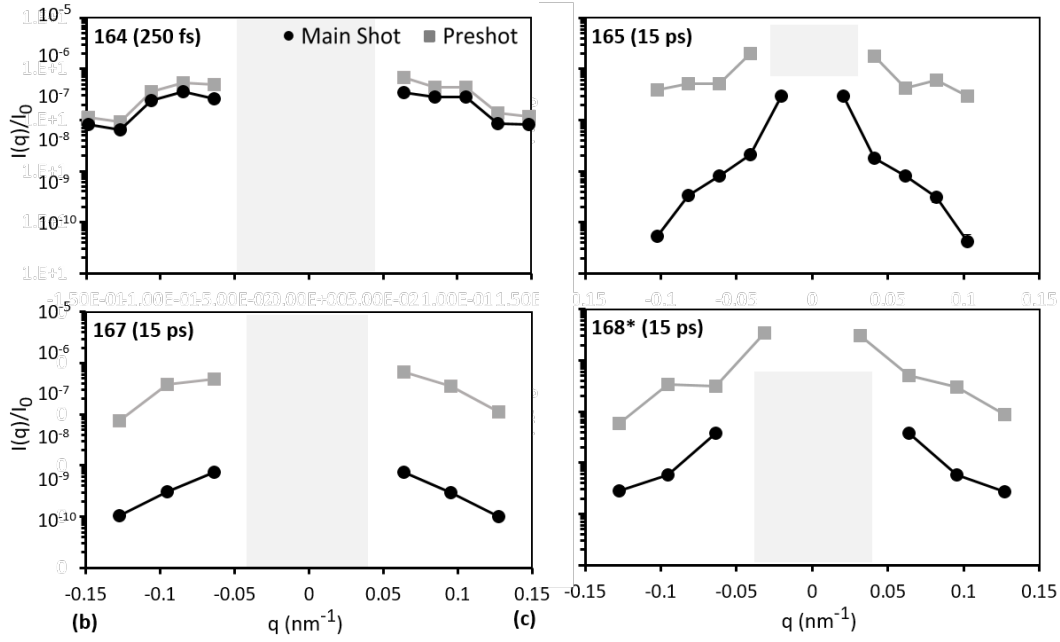 10-5
164 (250 fs)
● Main Shot ■ Preshot
10-6
10-7
10-8
10-9
10-10
I(q)/I0
165 (15 ps)
-0.15 -0.1 -0.05 0 0.05 0.1 0.15
10-5
167 (15 ps)
10-6
10-7
10-8
10-9
10-10
I(q)/I0
168* (15 ps)
-0.15 -0.1 -0.05 0 0.05 0.1 0.15
-0.15 -0.1 -0.05 0 0.05 0.1 0.15
(b) q (nm-1)
(c) q (nm-1)